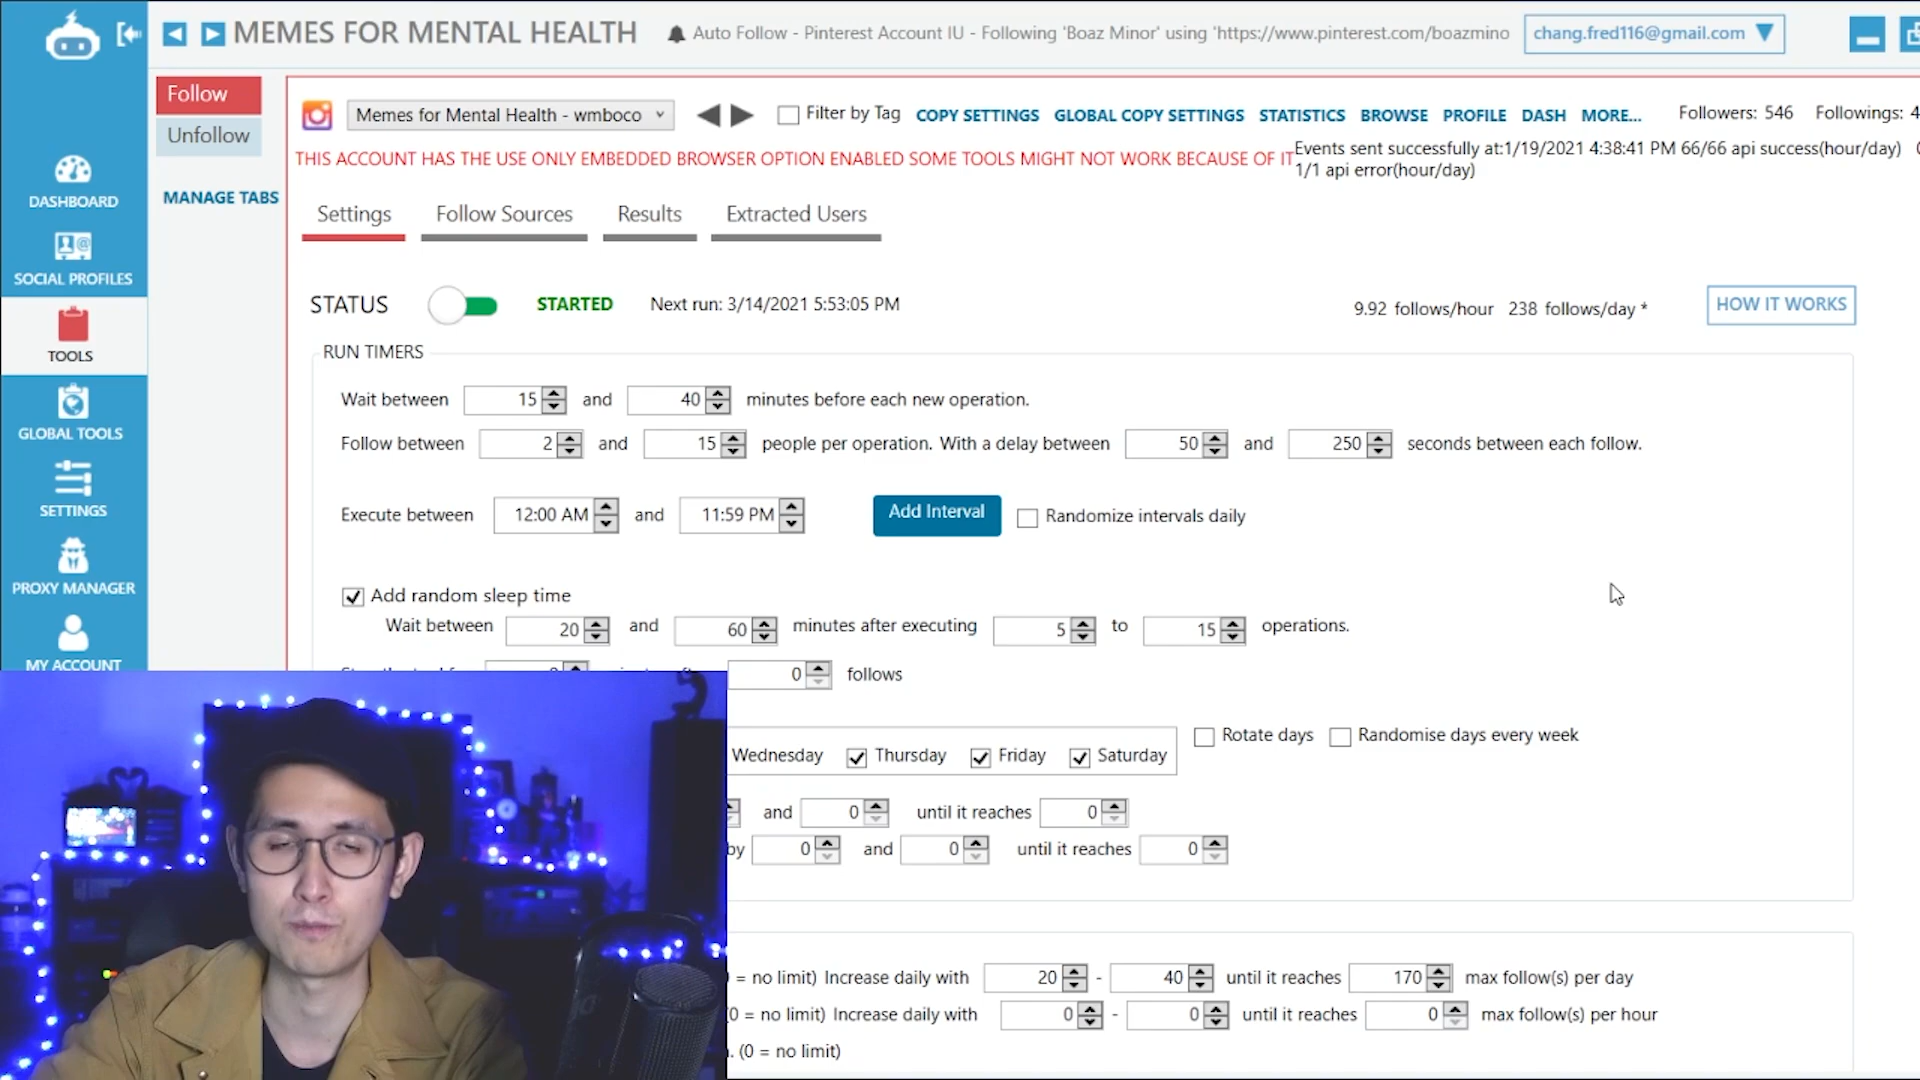 MEMES FOR MENTAL HEALTH
Auto Follow - Pinterest Account IU - Following 'Boaz Minor' using 'https://www.pinterest.com/boazmino
chang.fred116@gmail.com
Follow
Unfollow
MANAGE TABS
Memes for Mental Health - wmboco
Filter by Tag
COPY SETTINGS
GLOBAL COPY SETTINGS
STATISTICS
BROWSE
PROFILE
DASH
MORE...
Followers: 546
Followings: 4
THIS ACCOUNT HAS THE USE ONLY EMBEDDED BROWSER OPTION ENABLED SOME TOOLS MIGHT NOT WORK BECAUSE OF IT
Events sent successfully at:1/19/2021 4:38:41 PM 66/66 api success(hour/day)
1/1 api error(hour/day)
DASHBOARD
SOCIAL PROFILES
TOOLS
GLOBAL TOOLS
SETTINGS
PROXY MANAGER
MY ACCOUNT
Settings
Follow Sources
Results
Extracted Users
STATUS
STARTED
Next run: 3/14/2021 5:53:05 PM
9.92 follows/hour 238 follows/day *
HOW IT WORKS
RUN TIMERS
Wait between 15 and 40 minutes before each new operation.
Follow between 2 and 15 people per operation. With a delay between 50 and 250 seconds between each follow.
Execute between 12:00 AM and 11:59 PM Add Interval Randomize intervals daily
Add random sleep time
Wait between 20 and 60 minutes after executing 5 to 15 operations.
0 follows
Wednesday Thursday Friday Saturday Rotate days Randomise days every week
and 0 until it reaches 0
by 0 and 0 until it reaches 0
= no limit) Increase daily with 20 - 40 until it reaches 170 max follow(s) per day
(0 = no limit) Increase daily with 0 - 0 until it reaches 0 max follow(s) per hour
. (0 = no limit)